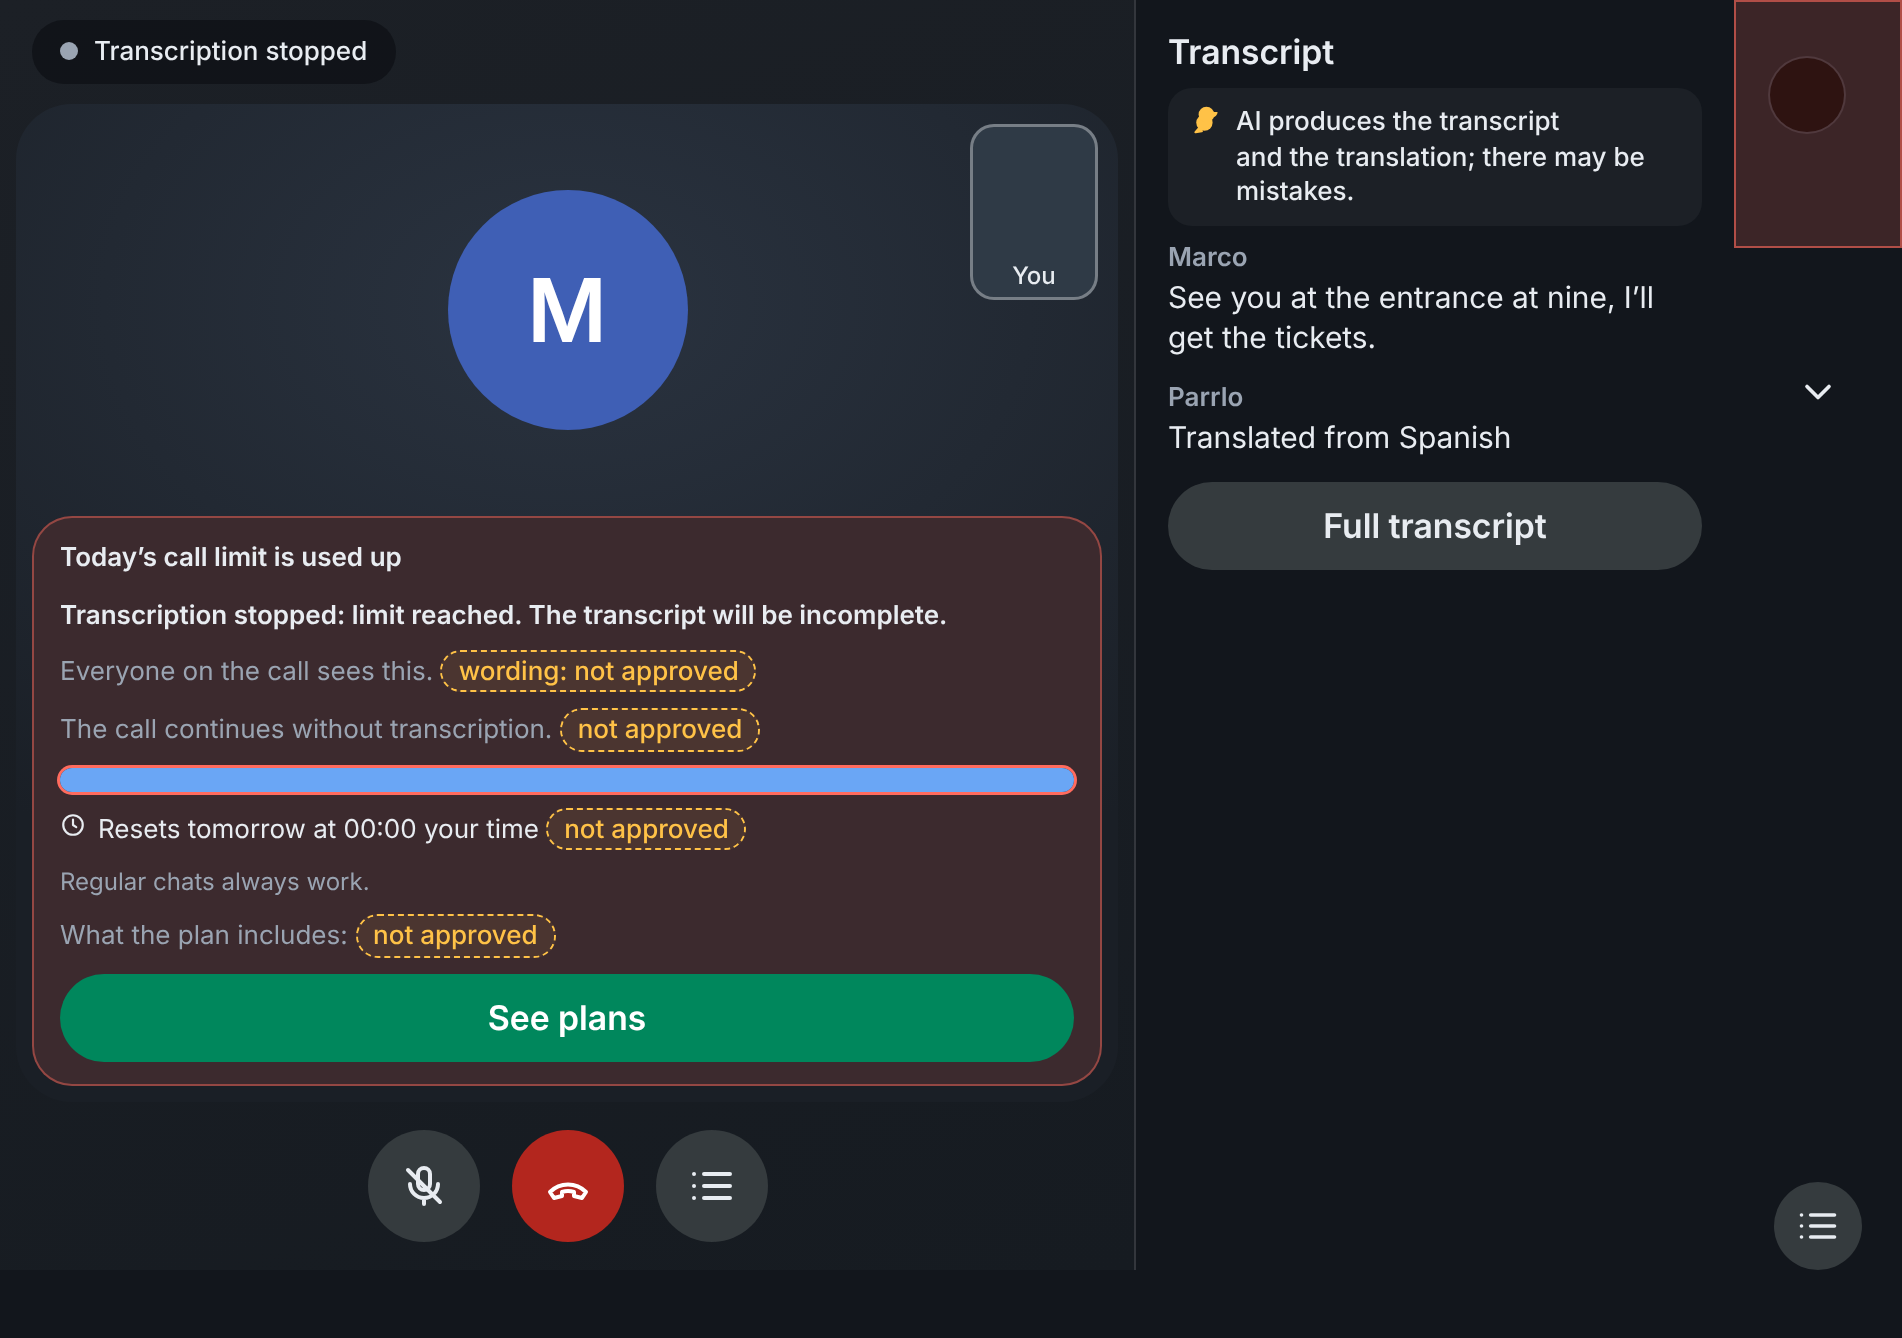 Transcription stopped
M
You
Today’s call limit is used up
Transcription stopped: limit reached. The transcript will be incomplete.
Everyone on the call sees this. wording: not approved
The call continues without transcription. not approved
Resets tomorrow at 00:00 your time not approved
Regular chats always work.
What the plan includes: not approved
See plans
Transcript
AI produces the transcript
and the translation; there may be
mistakes.
Marco
See you at the entrance at nine, I’ll
get the tickets.
Parrlo
Translated from Spanish
Full transcript